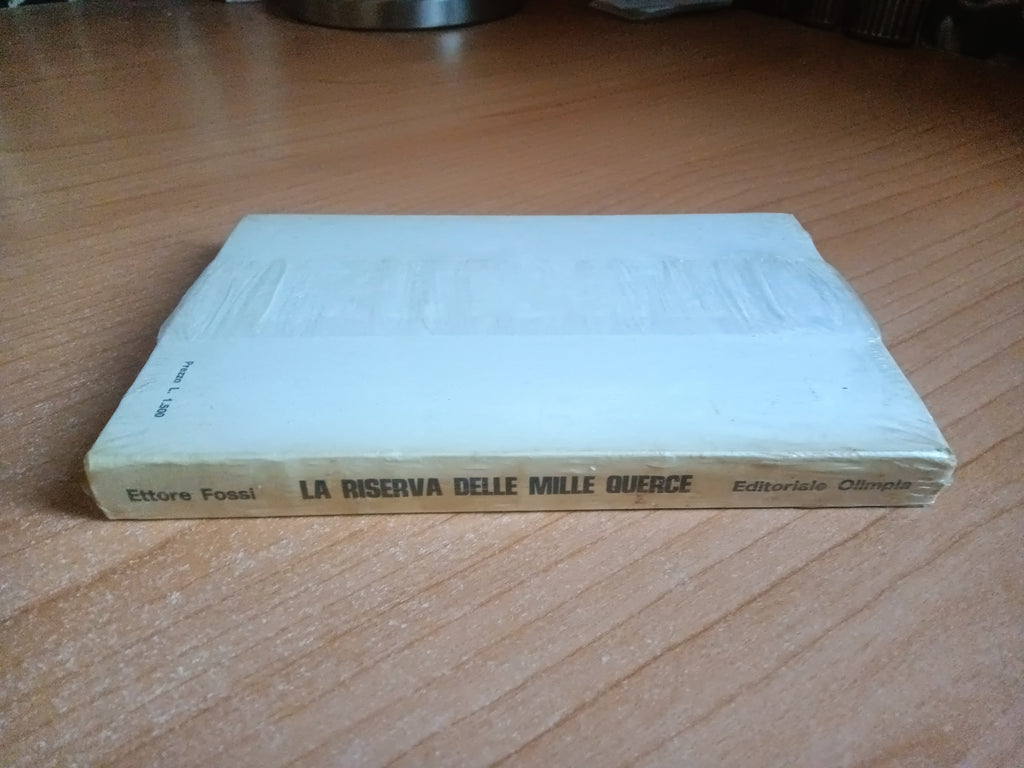 Prezzo L. 1.500
Ettore Fossi LA RISERVA DELLE MILLE QUERCE Editoriale Olimpia